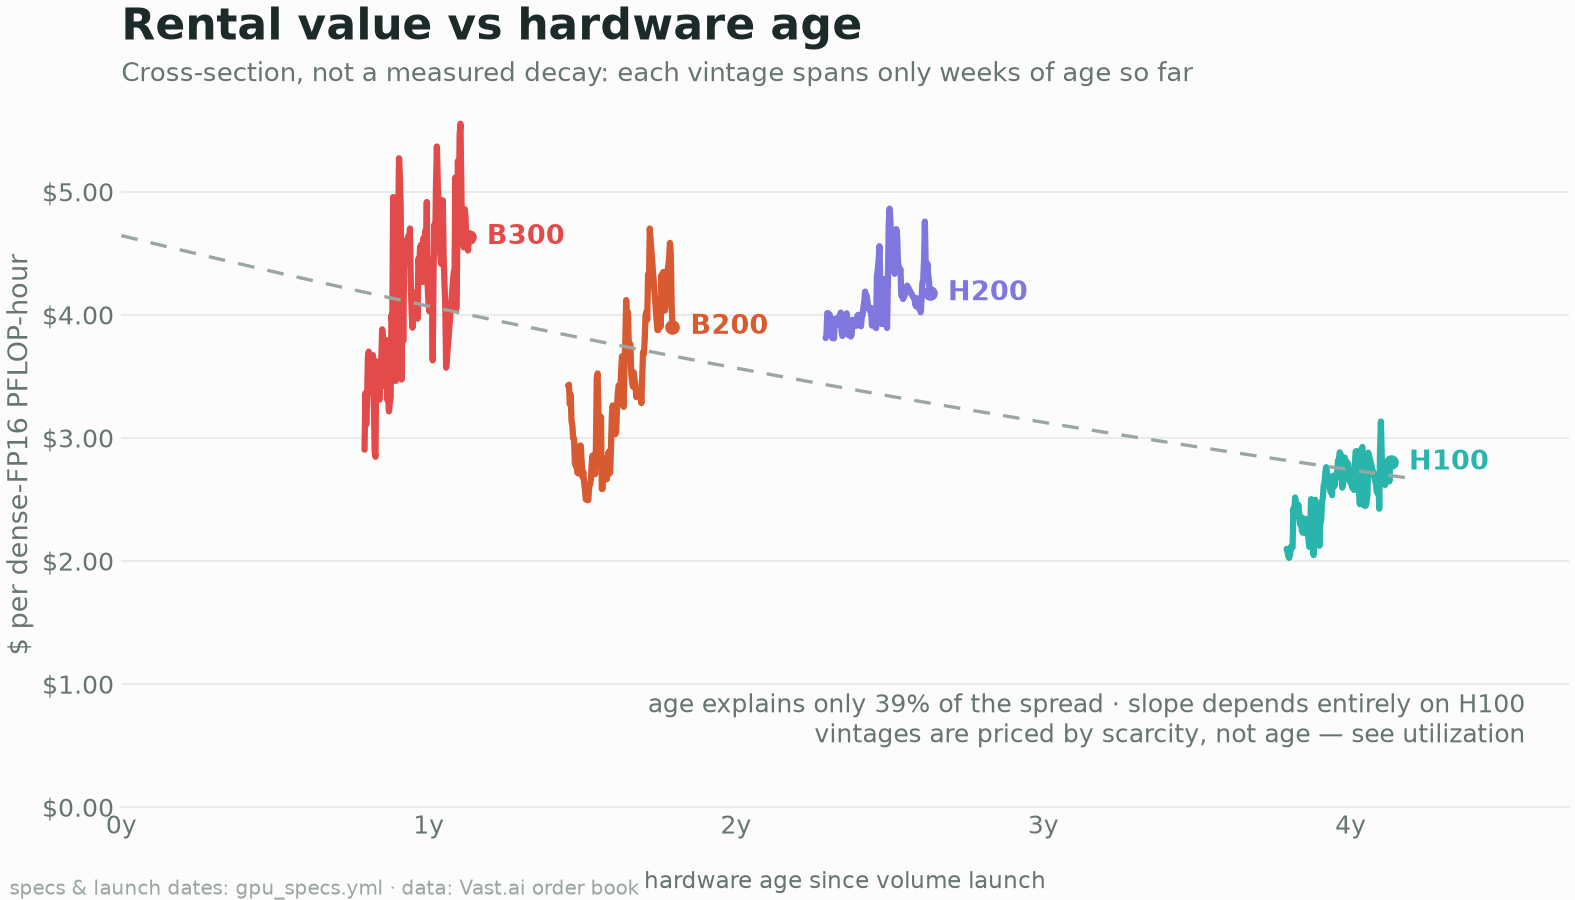 Rental value vs hardware age
Cross-section, not a measured decay: each vintage spans only weeks of age so far
$ per dense-FP16 PFLOP-hour
$5.00
$4.00
$3.00
$2.00
$1.00
$0.00
B300
B200
H200
H100
age explains only 39% of the spread · slope depends entirely on H100
vintages are priced by scarcity, not age — see utilization
0y
1y
2y
3y
4y
hardware age since volume launch
specs & launch dates: gpu_specs.yml · data: Vast.ai order book